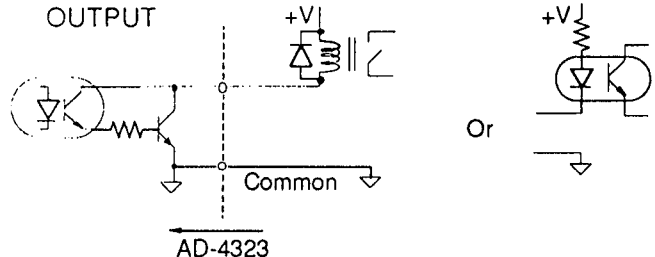 OUTPUT
+V
+V
Or
Common
AD-4323